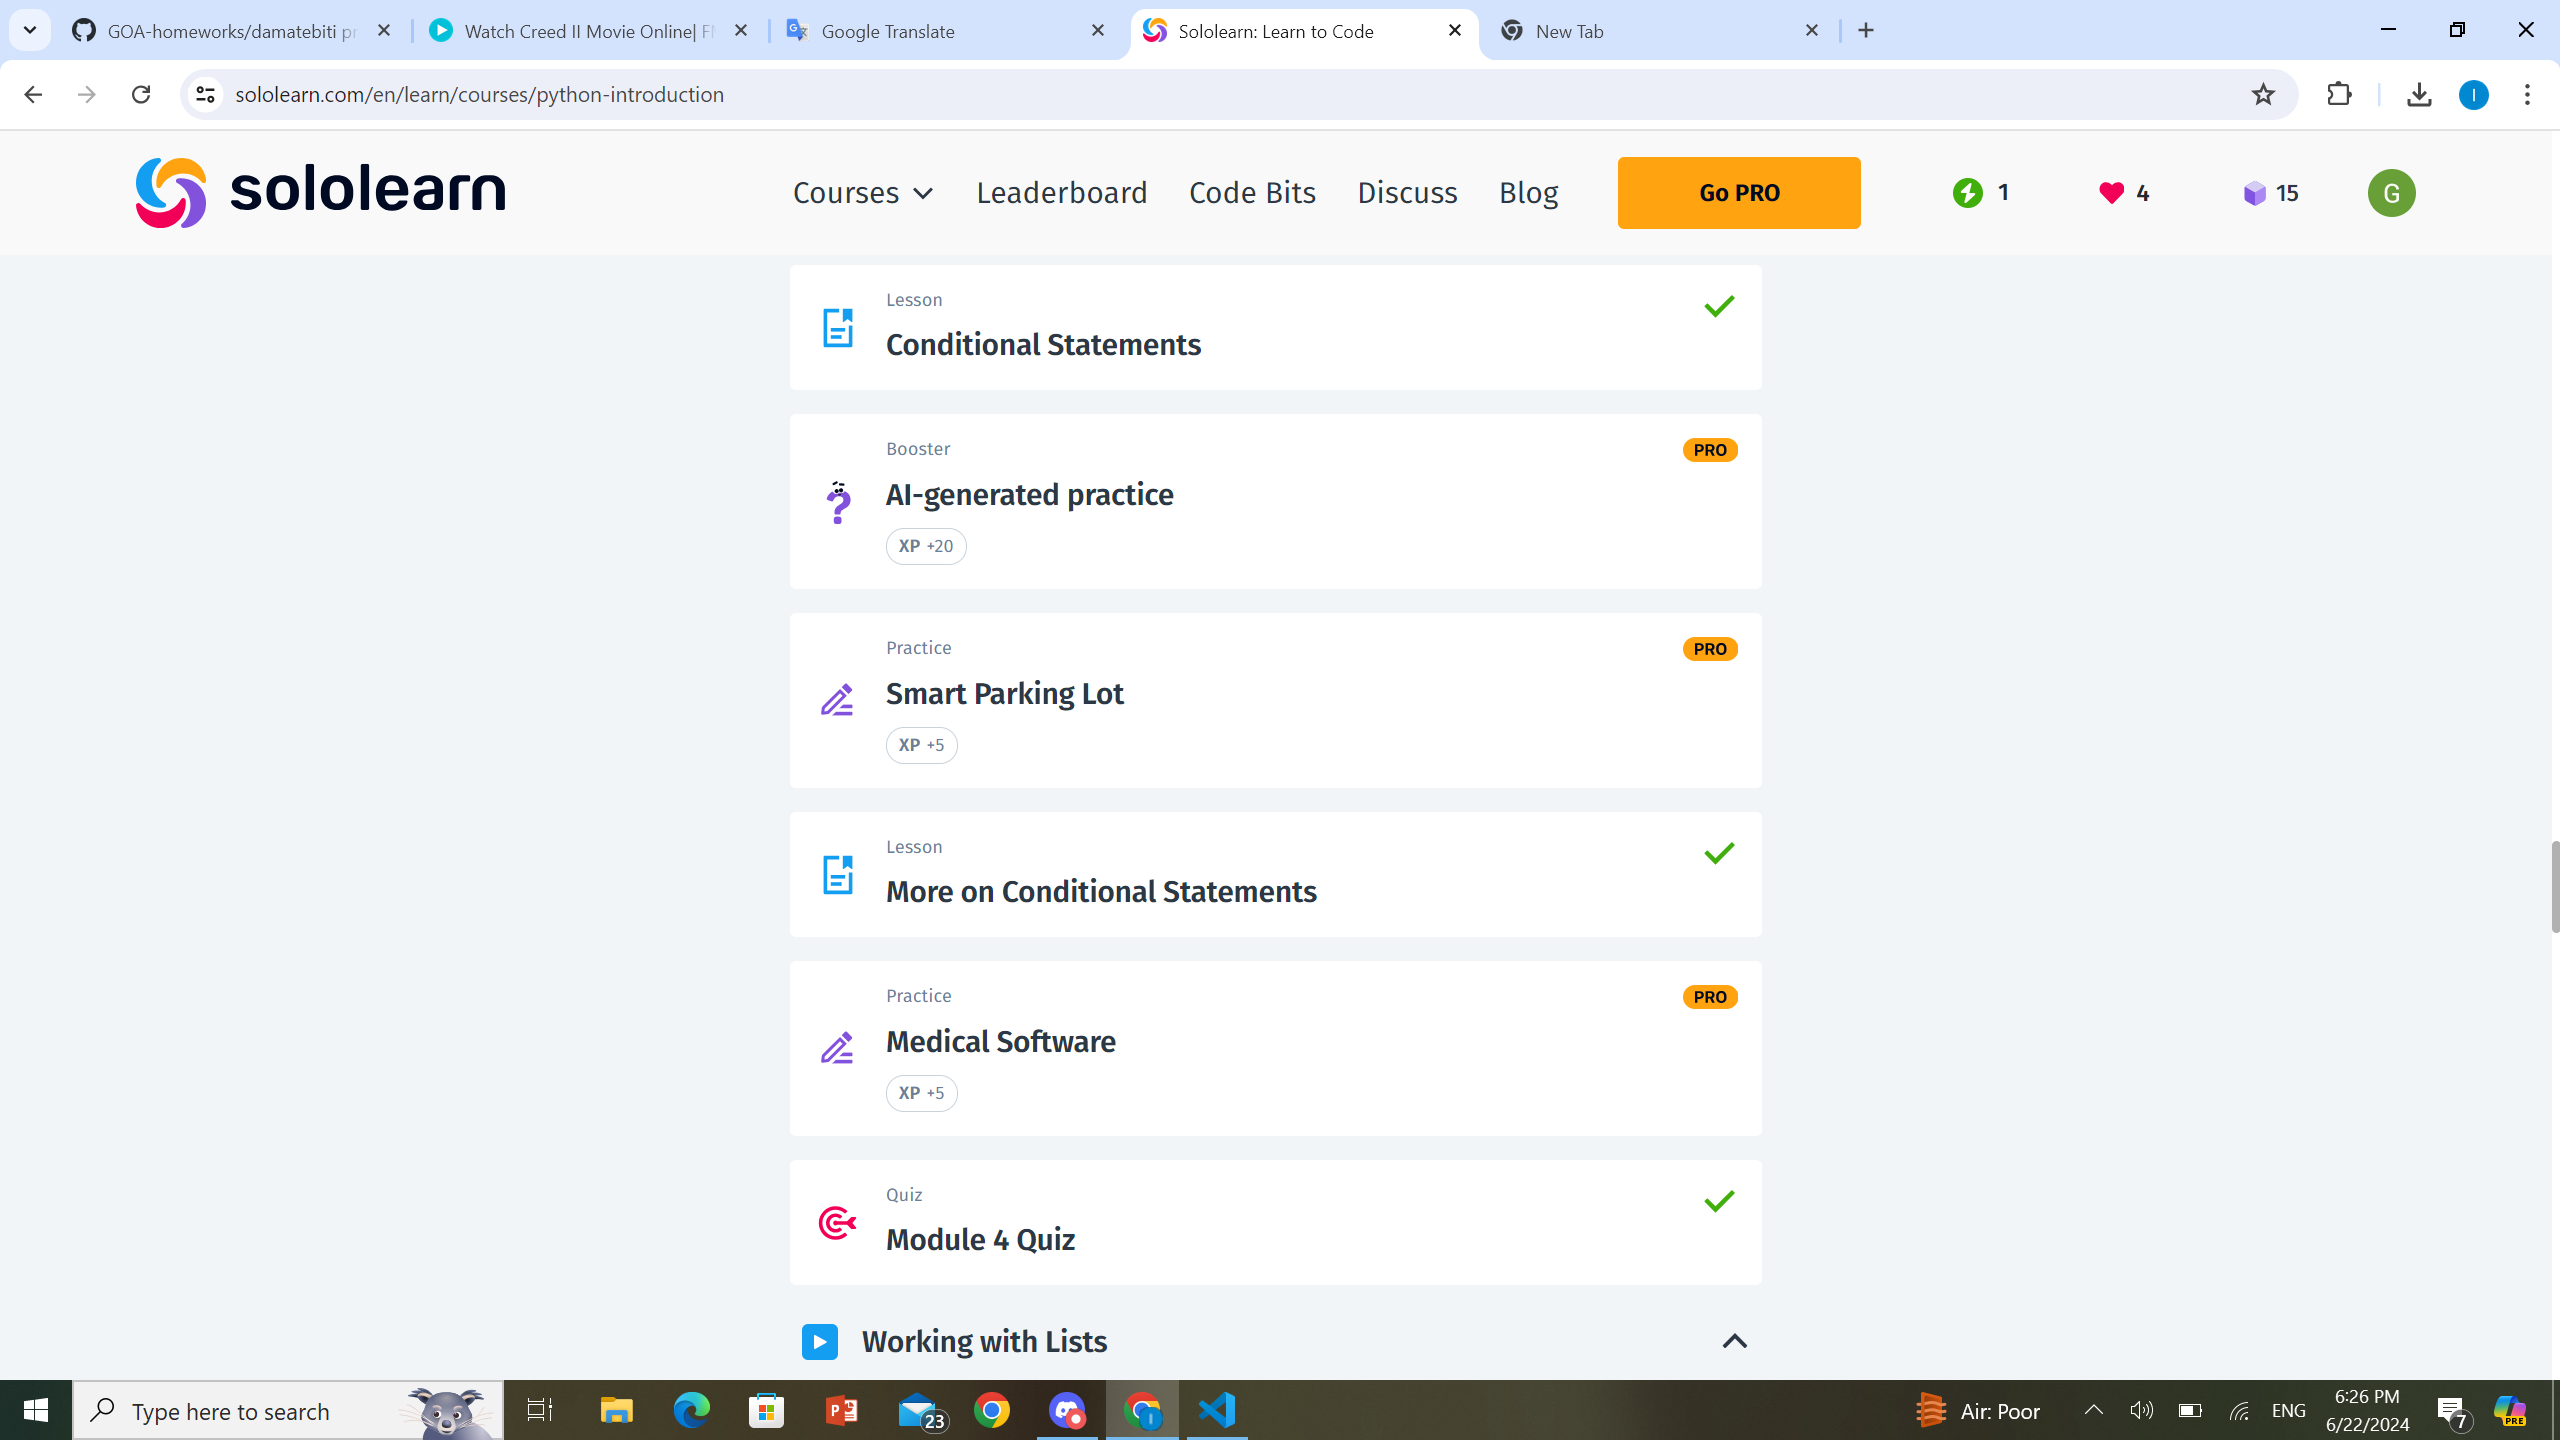 GOA-homeworks/damatebiti pr
Watch Creed II Movie Online|
Google Translate
Sololearn: Learn to Code
New Tab
sololearn.com/en/learn/courses/python-introduction
I
sololearn
Courses
Leaderboard
Code Bits
Discuss
Blog
Go PRO
1
4
15
G
Lesson
Conditional Statements
Booster
PRO
AI-generated practice
XP +20
Practice
PRO
Smart Parking Lot
XP +5
Lesson
More on Conditional Statements
Practice
PRO
Medical Software
XP +5
Quiz
Module 4 Quiz
Working with Lists
Type here to search
23
Air: Poor
ENG
6:26 PM
6/22/2024
7
PRE